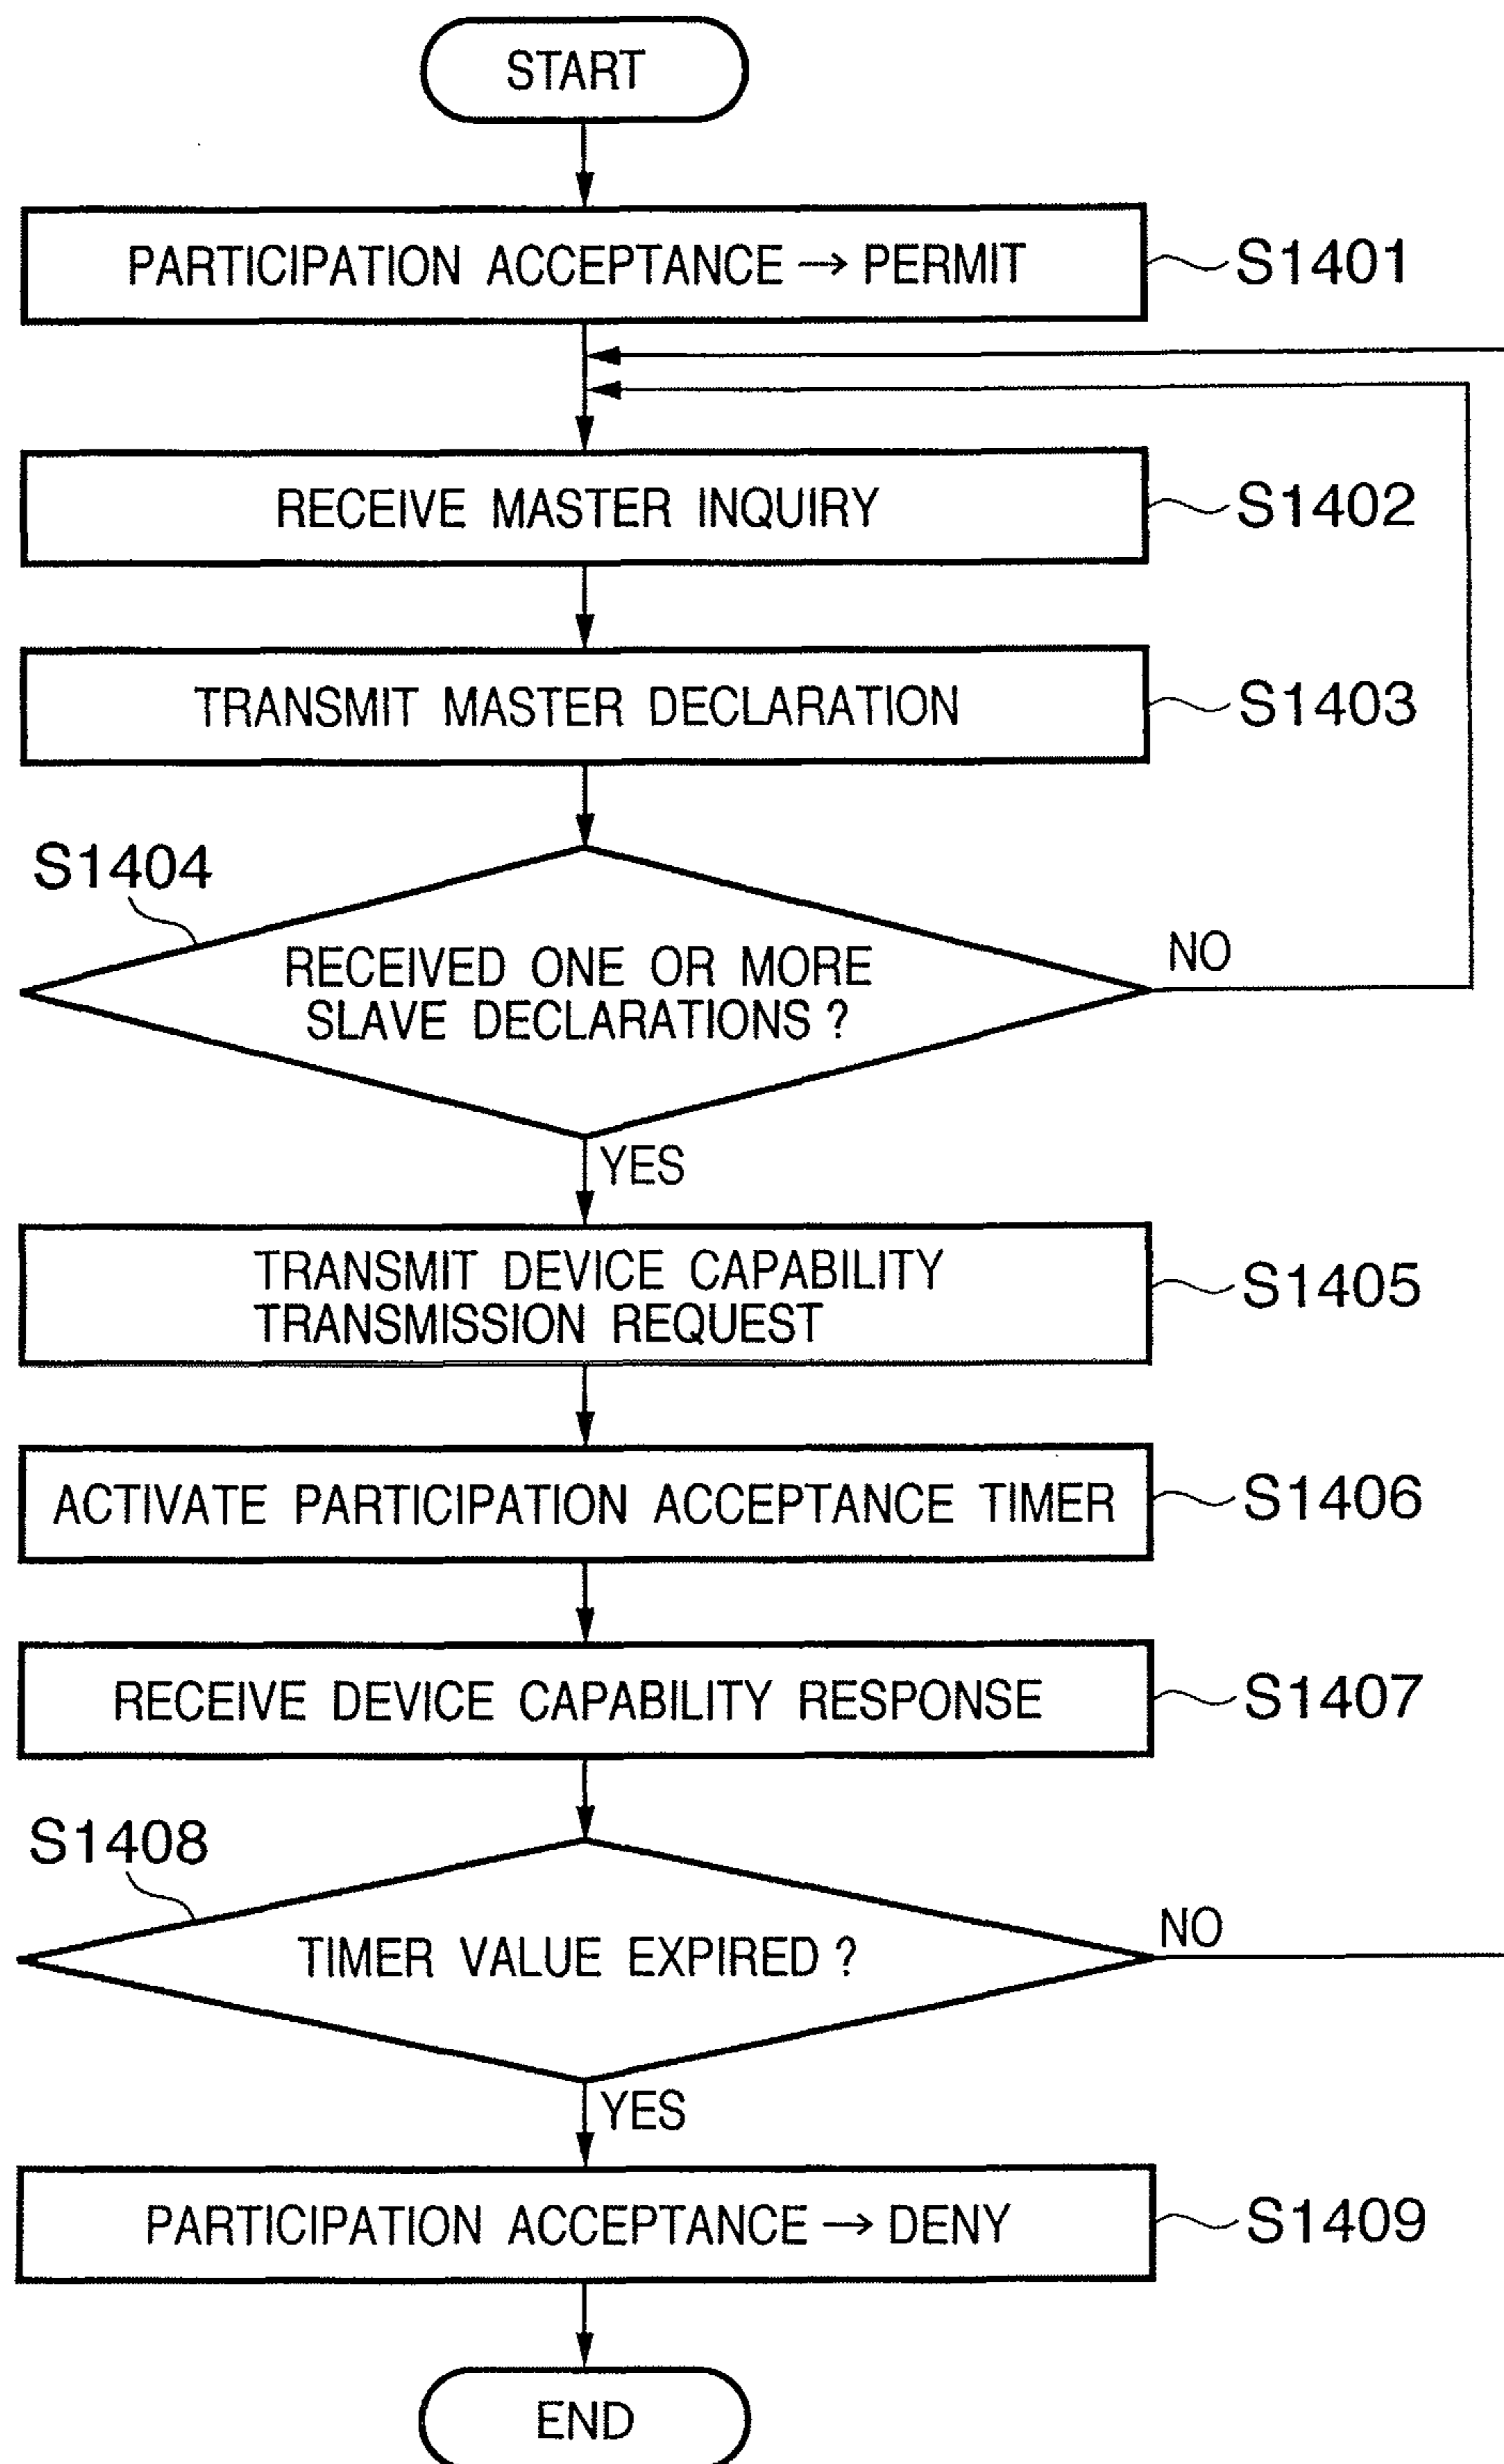 START
PARTICIPATION ACCEPTANCE → PERMIT
S1401
RECEIVE MASTER INQUIRY
S1402
TRANSMIT MASTER DECLARATION
S1403
S1404
RECEIVED ONE OR MORE
SLAVE DECLARATIONS ?
NO
YES
TRANSMIT DEVICE CAPABILITY
TRANSMISSION REQUEST
S1405
ACTIVATE PARTICIPATION ACCEPTANCE TIMER
S1406
RECEIVE DEVICE CAPABILITY RESPONSE
S1407
S1408
TIMER VALUE EXPIRED ?
NO
YES
PARTICIPATION ACCEPTANCE → DENY
S1409
END